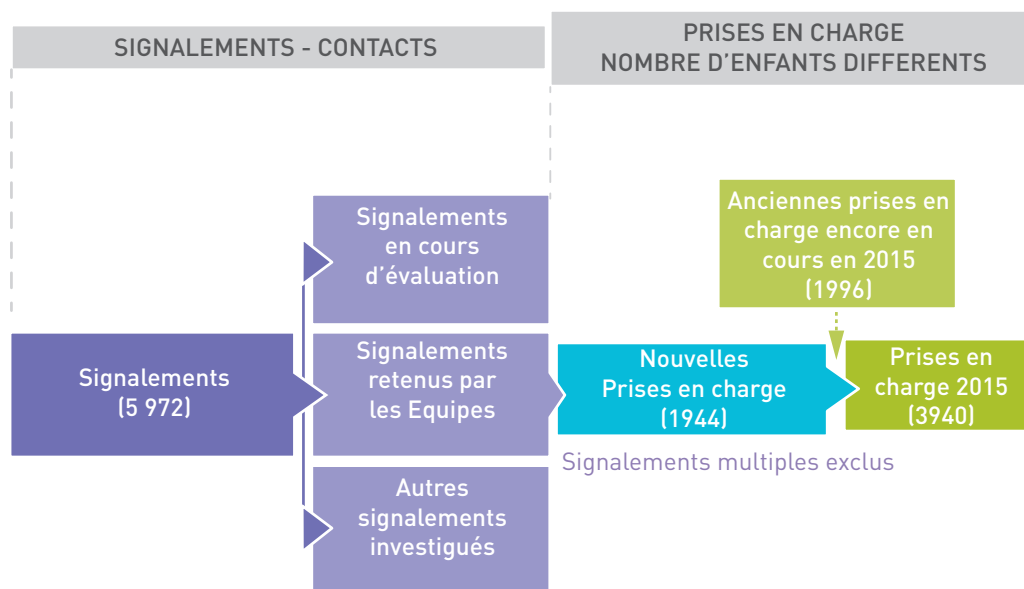 SIGNALEMENTS - CONTACTS
PRISES EN CHARGE
NOMBRE D'ENFANTS DIFFERENTS
Signalements
en cours
d'évaluation
Anciennes prises en
charge encore en
cours en 2015
(1996)
Signalements
(5 972)
Signalements
retenus par
les Equipes
Nouvelles
Prises en charge
(1944)
Prises en
charge 2015
(3940)
Signalements multiples exclus
Autres
signalements
investigués